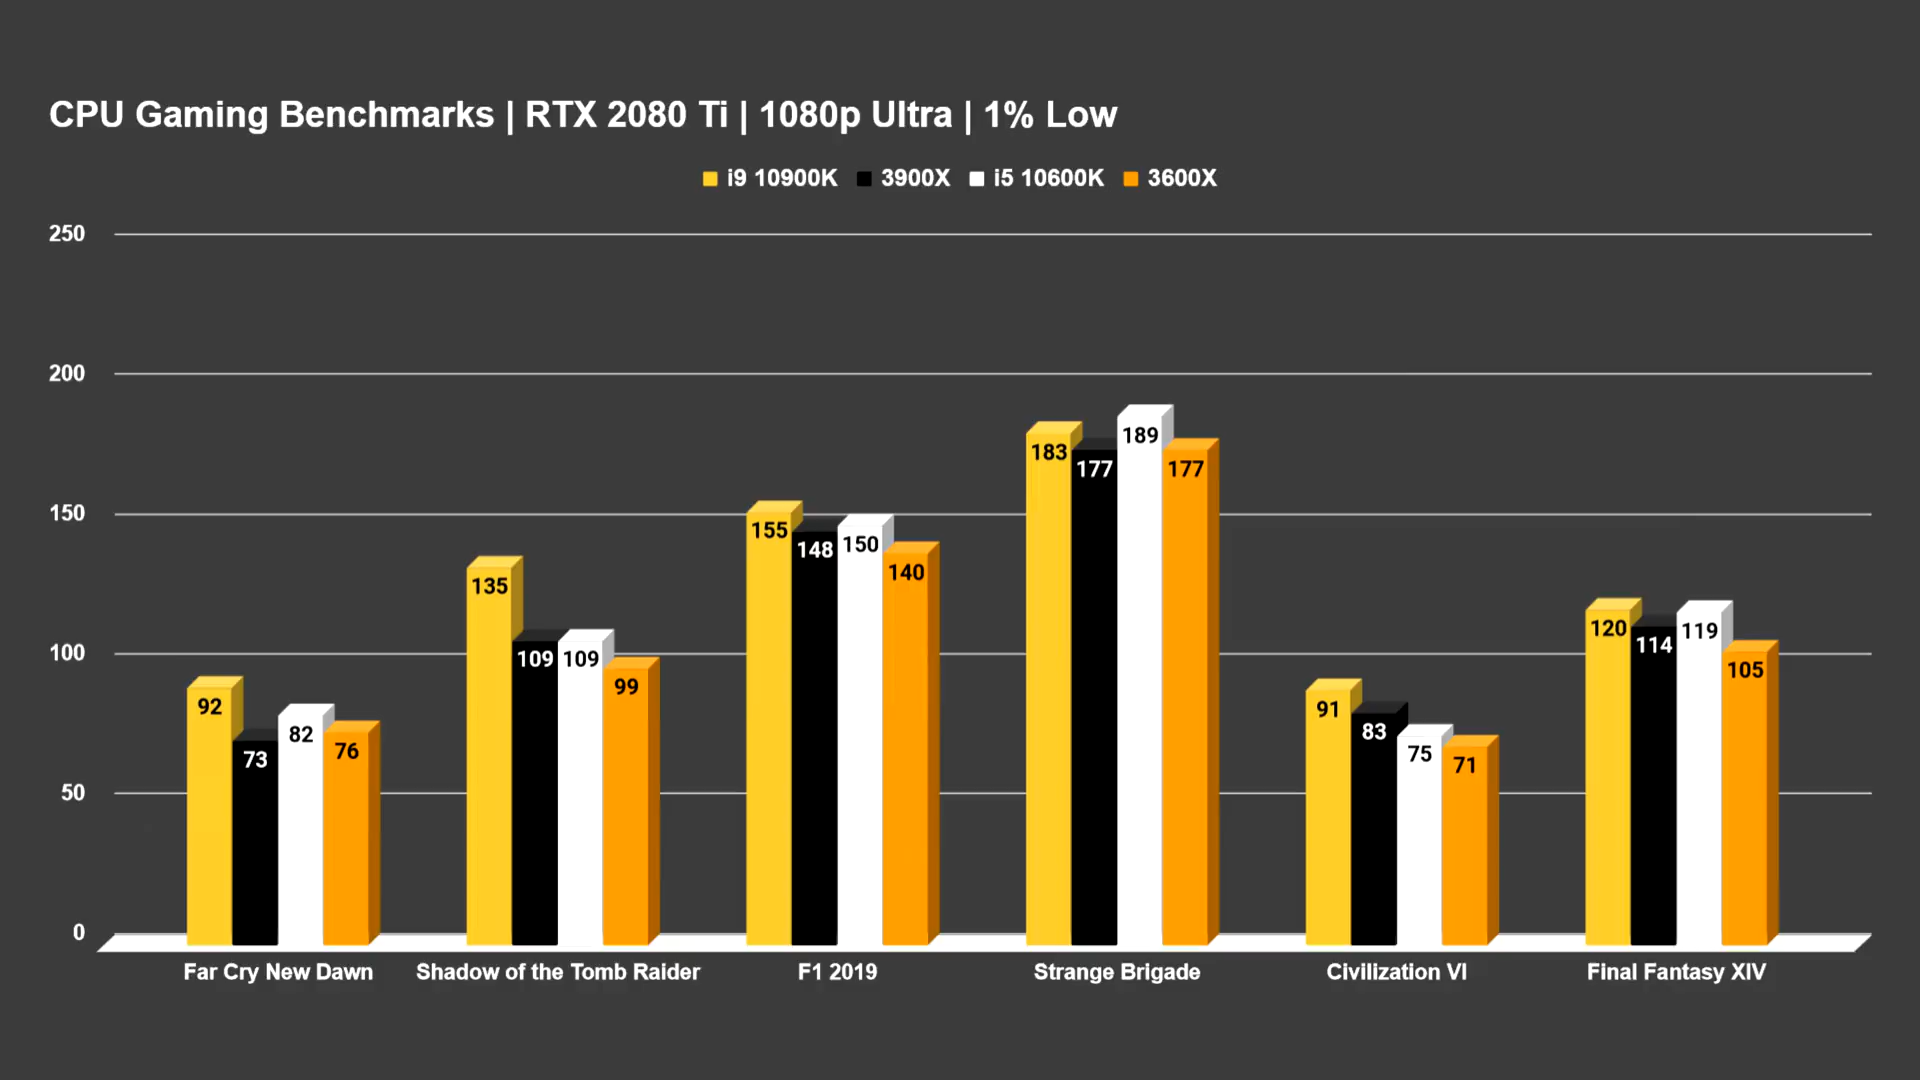 CPU Gaming Benchmarks | RTX 2080 Ti | 1080p Ultra | 1% Low
i9 10900K 3900X i5 10600K 3600X
250
200
150
100
50
0
92 73 82 76
135 109 109 99
155 148 150 140
183 177 189 177
91 83 75 71
120 114 119 105
Far Cry New Dawn Shadow of the Tomb Raider F1 2019 Strange Brigade Civilization VI Final Fantasy XIV